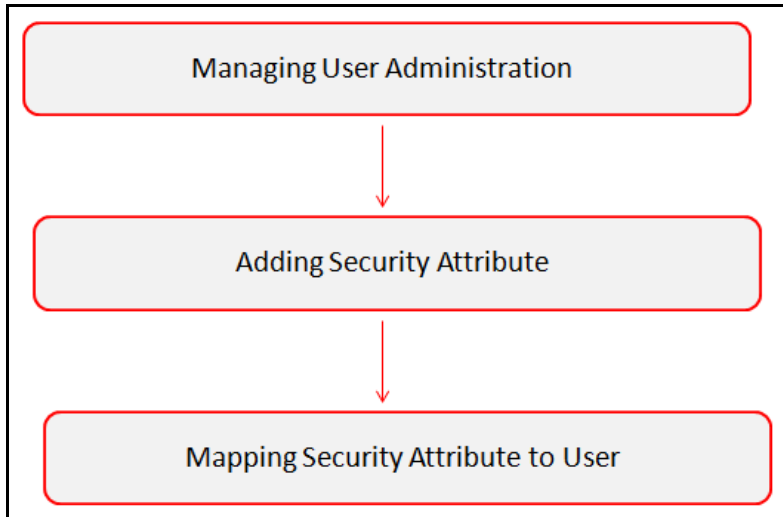 Managing User Administration
Adding Security Attribute
Mapping Security Attribute to User